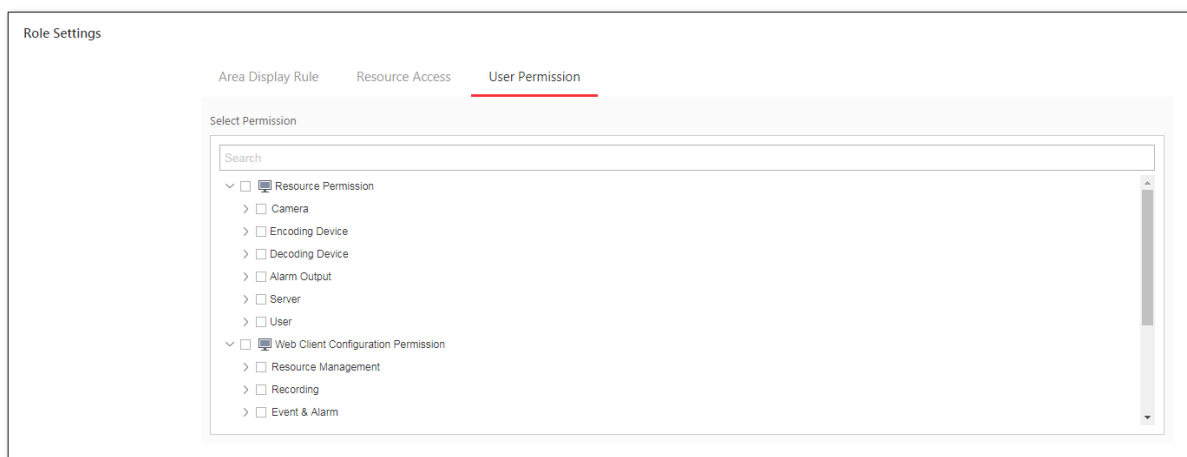 Role Settings
Area Display Rule Resource Access User Permission
Select Permission
Search
Resource Permission
Camera
Encoding Device
Decoding Device
Alarm Output
Server
User
Web Client Configuration Permission
Resource Management
Recording
Event & Alarm